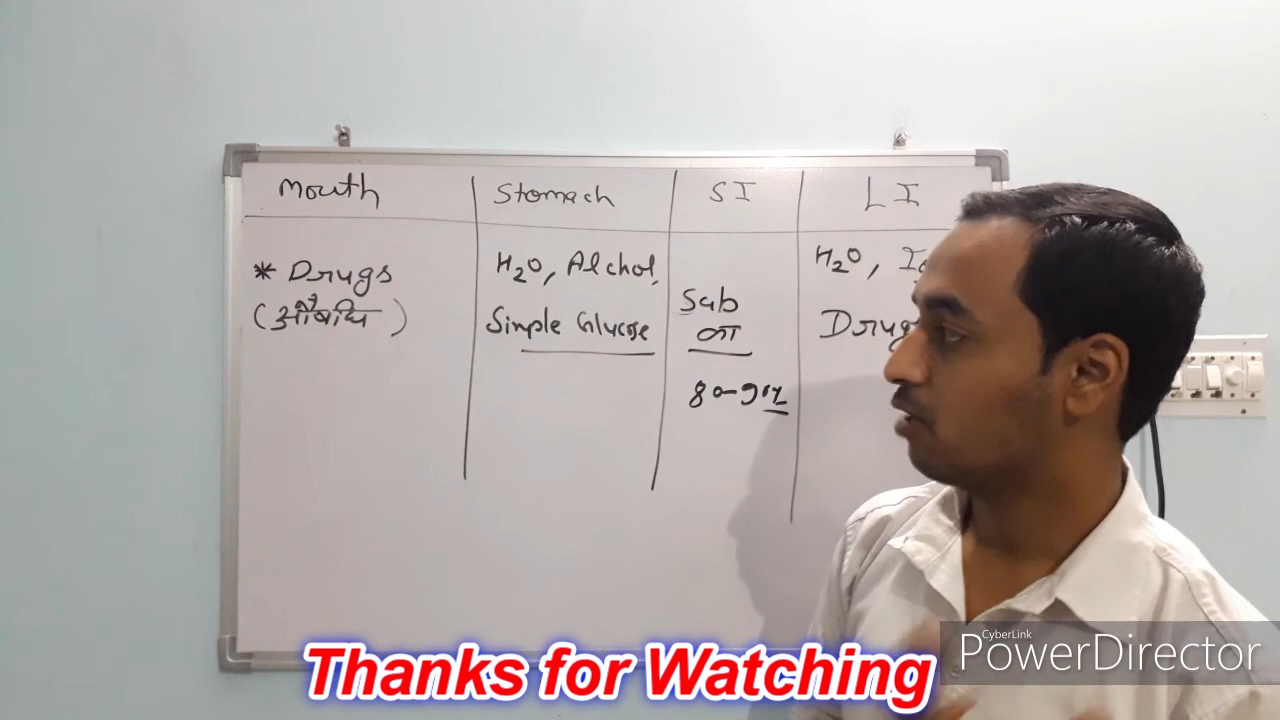 Mouth
Stomach
SI
LI
* Drugs
(औषधि)
H₂O, Alchol,
Simple Glucose
Sab
का
80-90%
H₂O,
Drugs
Thanks for Watching
CyberLink
PowerDirector